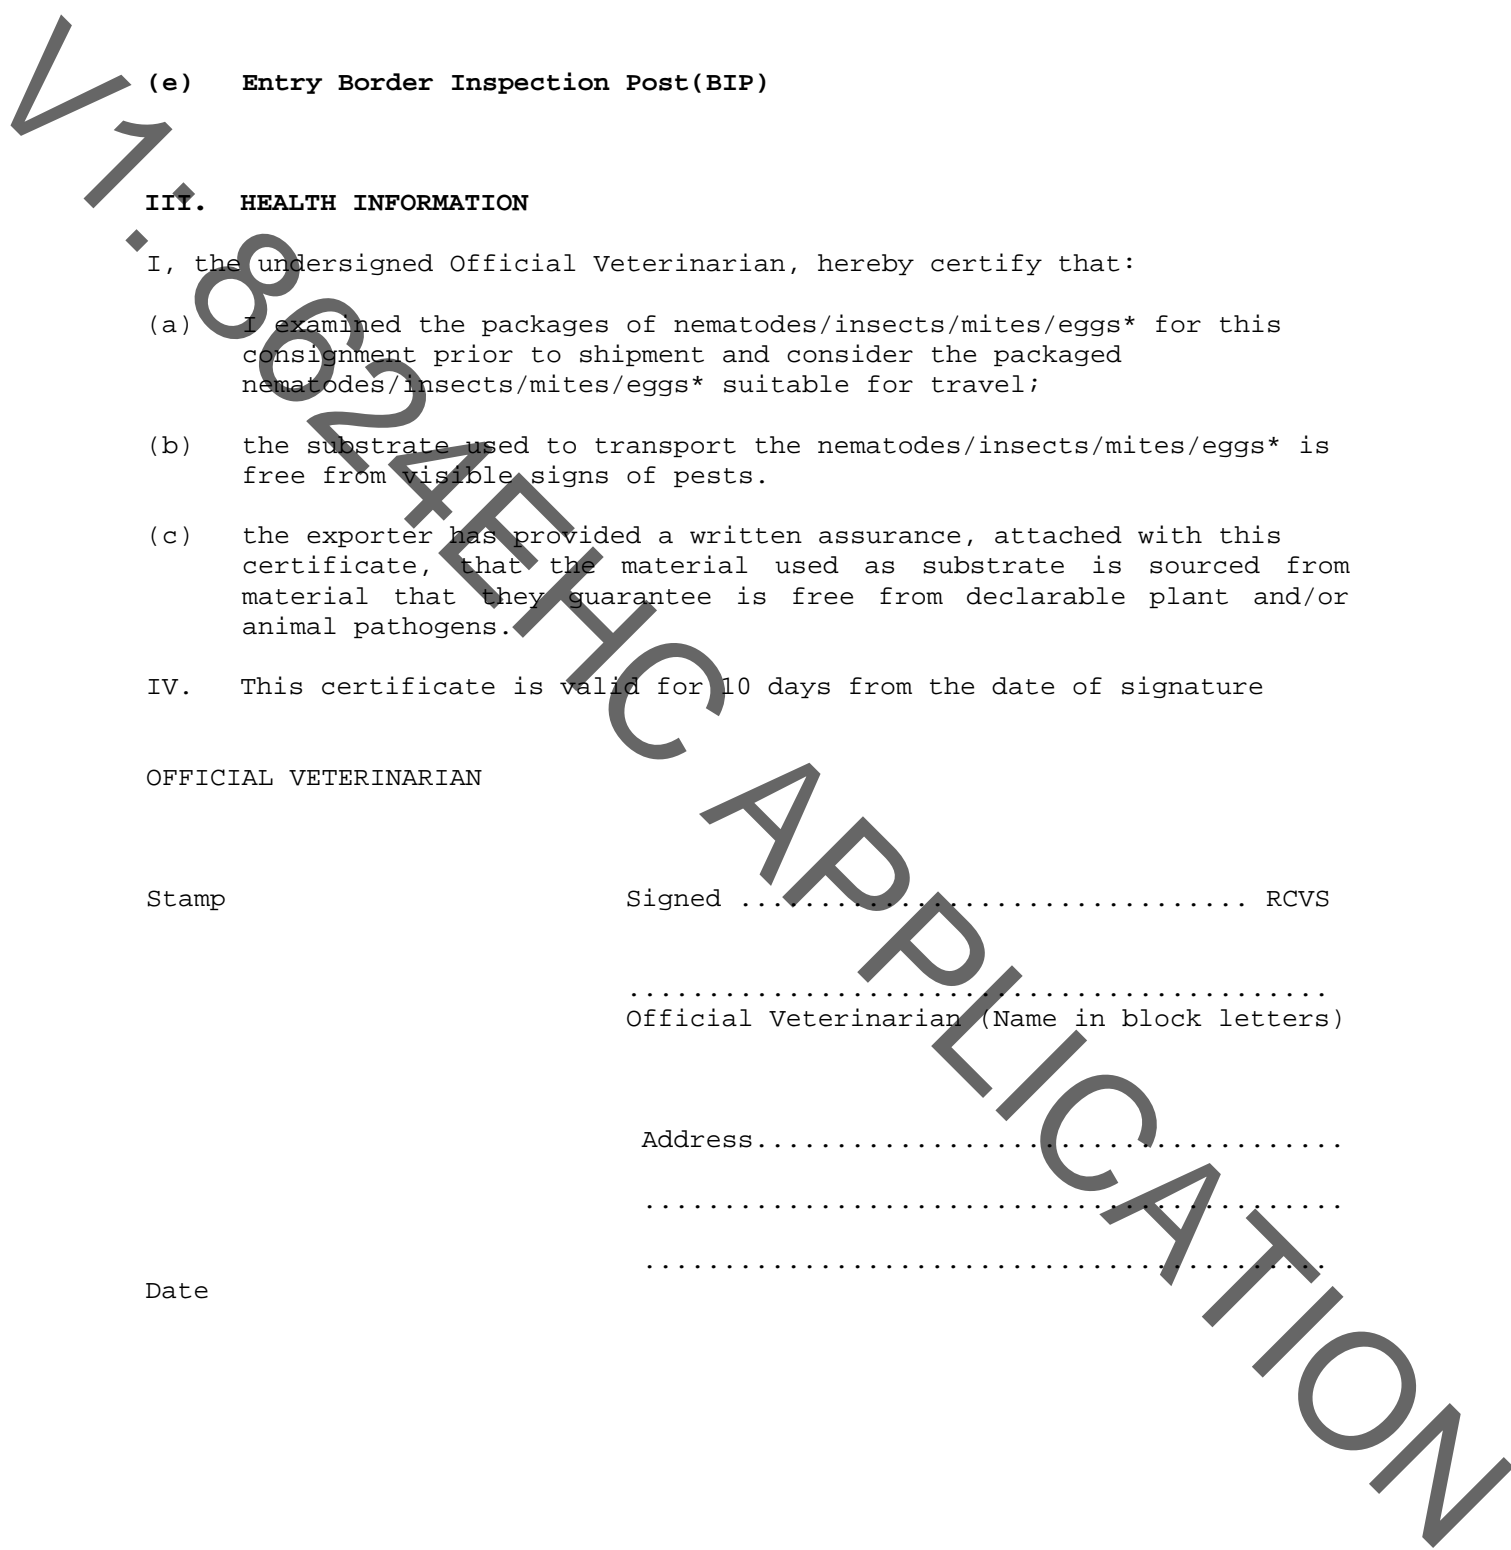 (e) Entry Border Inspection Post(BIP)
III. HEALTH INFORMATION
I, the undersigned Official Veterinarian, hereby certify that:
(a) I examined the packages of nematodes/insects/mites/eggs* for this
consignment prior to shipment and consider the packaged
nematodes/insects/mites/eggs* suitable for travel;
(b) the substrate used to transport the nematodes/insects/mites/eggs* is
free from visible signs of pests.
(c) the exporter has provided a written assurance, attached with this
certificate, that the material used as substrate is sourced from
material that they guarantee is free from declarable plant and/or
animal pathogens.
IV. This certificate is valid for 10 days from the date of signature
OFFICIAL VETERINARIAN
Stamp Signed ................................ RCVS
............................................
Official Veterinarian (Name in block letters)
Address.....................................
............................................
...........................................
Date
V1: 8624EHC APPLICATION